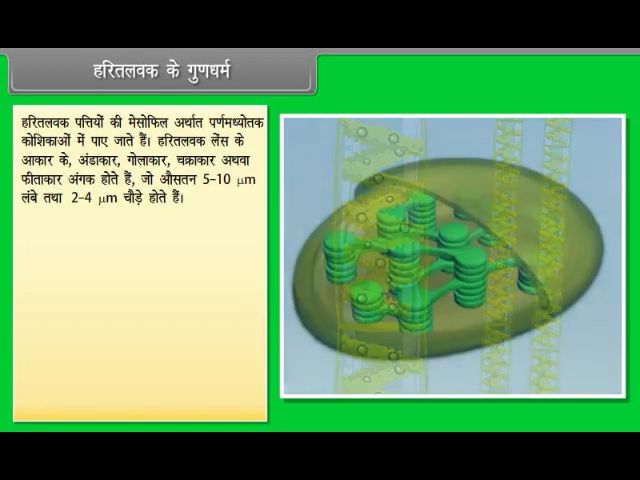 हरितलवक के गुणधर्म
हरितलवक पत्तियों की मेसोफिल अर्थात पर्णमध्योतक
कोशिकाओं में पाए जाते हैं। हरितलवक लेंस के
आकार के, अंडाकार, गोलाकार, चक्राकार अथवा
फीताकार अंगक होते हैं, जो औसतन 5-10 μm
लंबे तथा 2-4 μm चौड़े होते हैं।